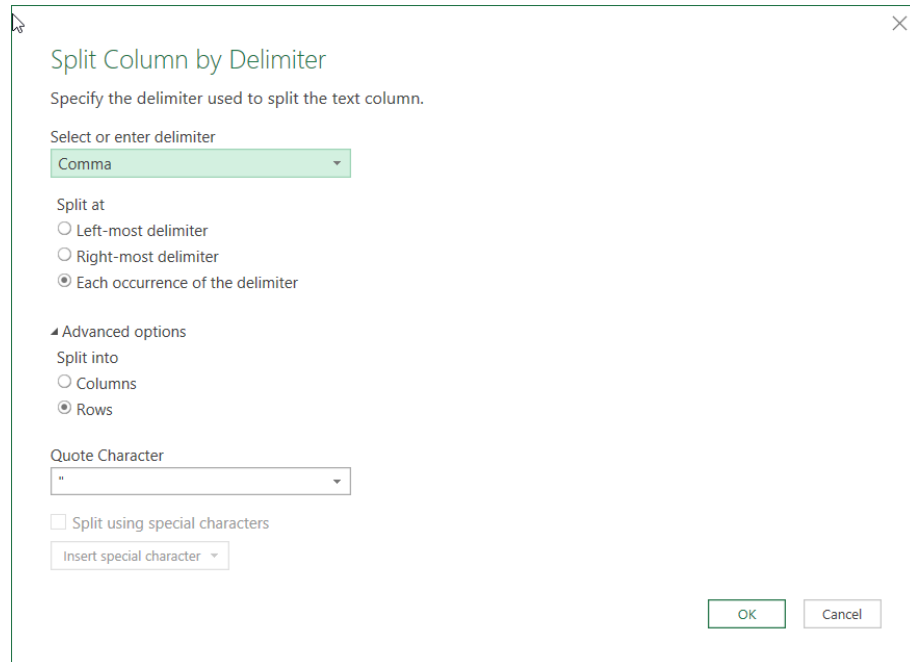 Split Column by Delimiter
Specify the delimiter used to split the text column.
Select or enter delimiter
Comma
Split at
Left-most delimiter
Right-most delimiter
Each occurrence of the delimiter
Advanced options
Split into
Columns
Rows
Quote Character
"
Split using special characters
Insert special character
OK Cancel